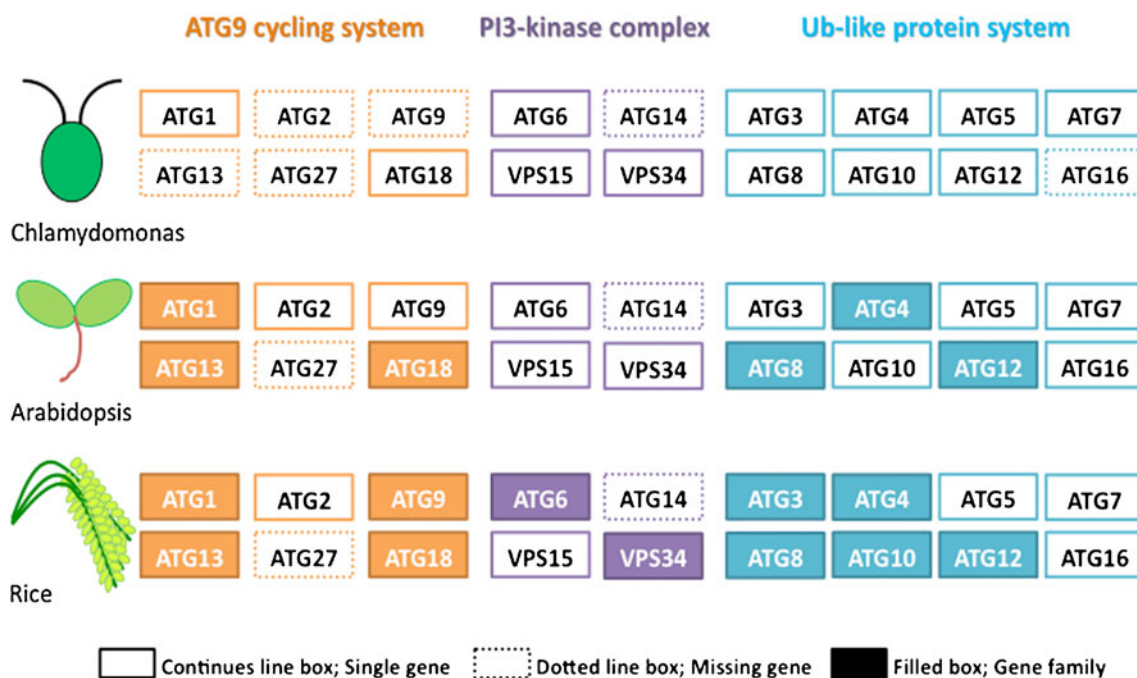 ATG9 cycling system PI3-kinase complex Ub-like protein system
ATG1 ATG2 ATG9 ATG6 ATG14 ATG3 ATG4 ATG5 ATG7
ATG13 ATG27 ATG18 VPS15 VPS34 ATG8 ATG10 ATG12 ATG16
Chlamydomonas
ATG1 ATG2 ATG9 ATG6 ATG14 ATG3 ATG4 ATG5 ATG7
ATG13 ATG27 ATG18 VPS15 VPS34 ATG8 ATG10 ATG12 ATG16
Arabidopsis
ATG1 ATG2 ATG9 ATG6 ATG14 ATG3 ATG4 ATG5 ATG7
ATG13 ATG27 ATG18 VPS15 VPS34 ATG8 ATG10 ATG12 ATG16
Rice
Continues line box; Single gene Dotted line box; Missing gene Filled box; Gene family